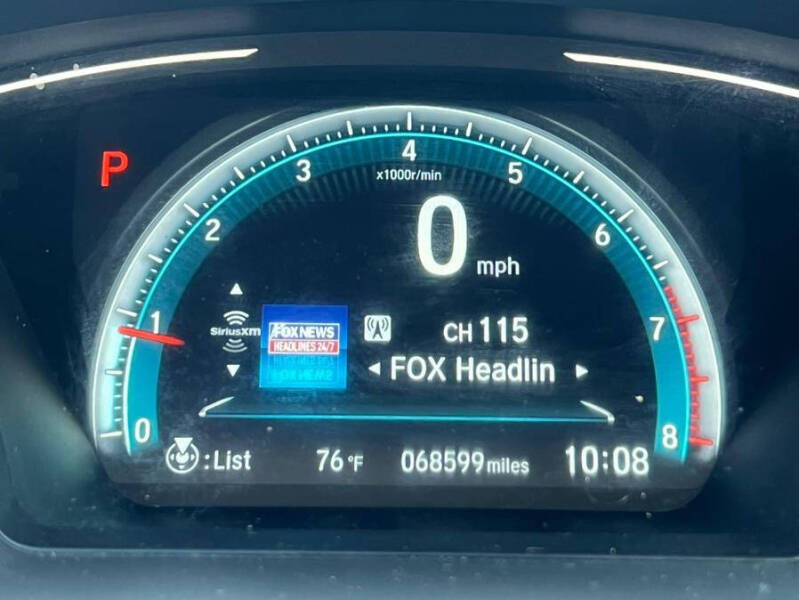 P
4
x1000r/min
3
5
2
6
0 mph
1
7
SiriusXM
FOX NEWS
HEADLINES 24/7
CH 115
FOX Headlin
0
8
:List
76 °F
068599 miles
10:08